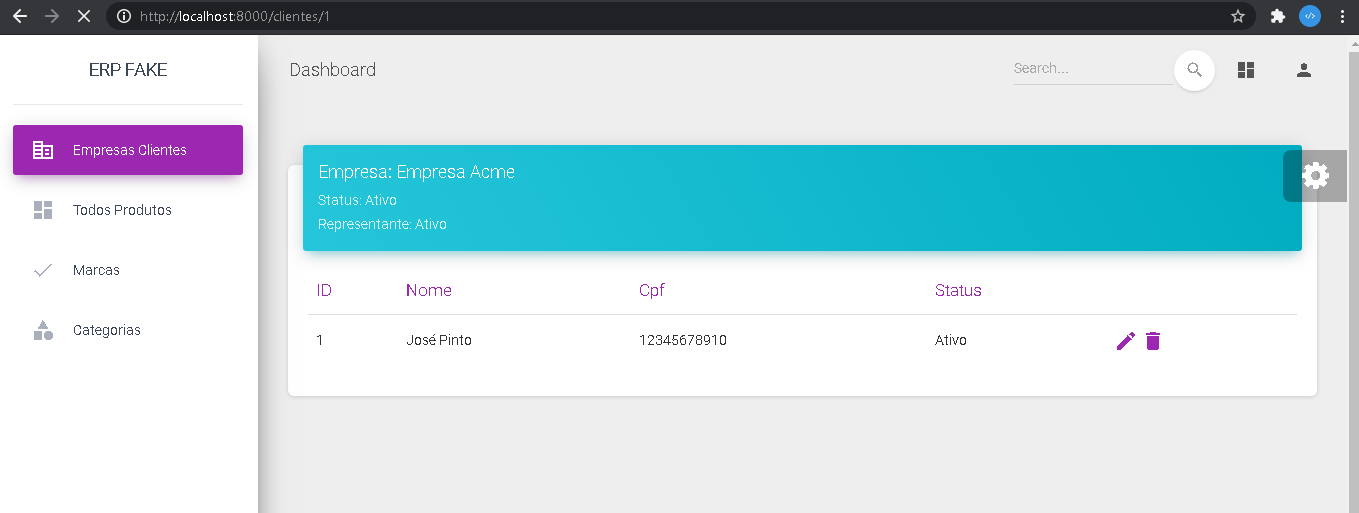 http://localhost:8000/clientes/1
ERP FAKE
Dashboard
Search...
Empresas Clientes
Todos Produtos
Marcas
Categorias
Empresa: Empresa Acme
Status: Ativo
Representante: Ativo
ID Nome Cpf Status
1 José Pinto 12345678910 Ativo